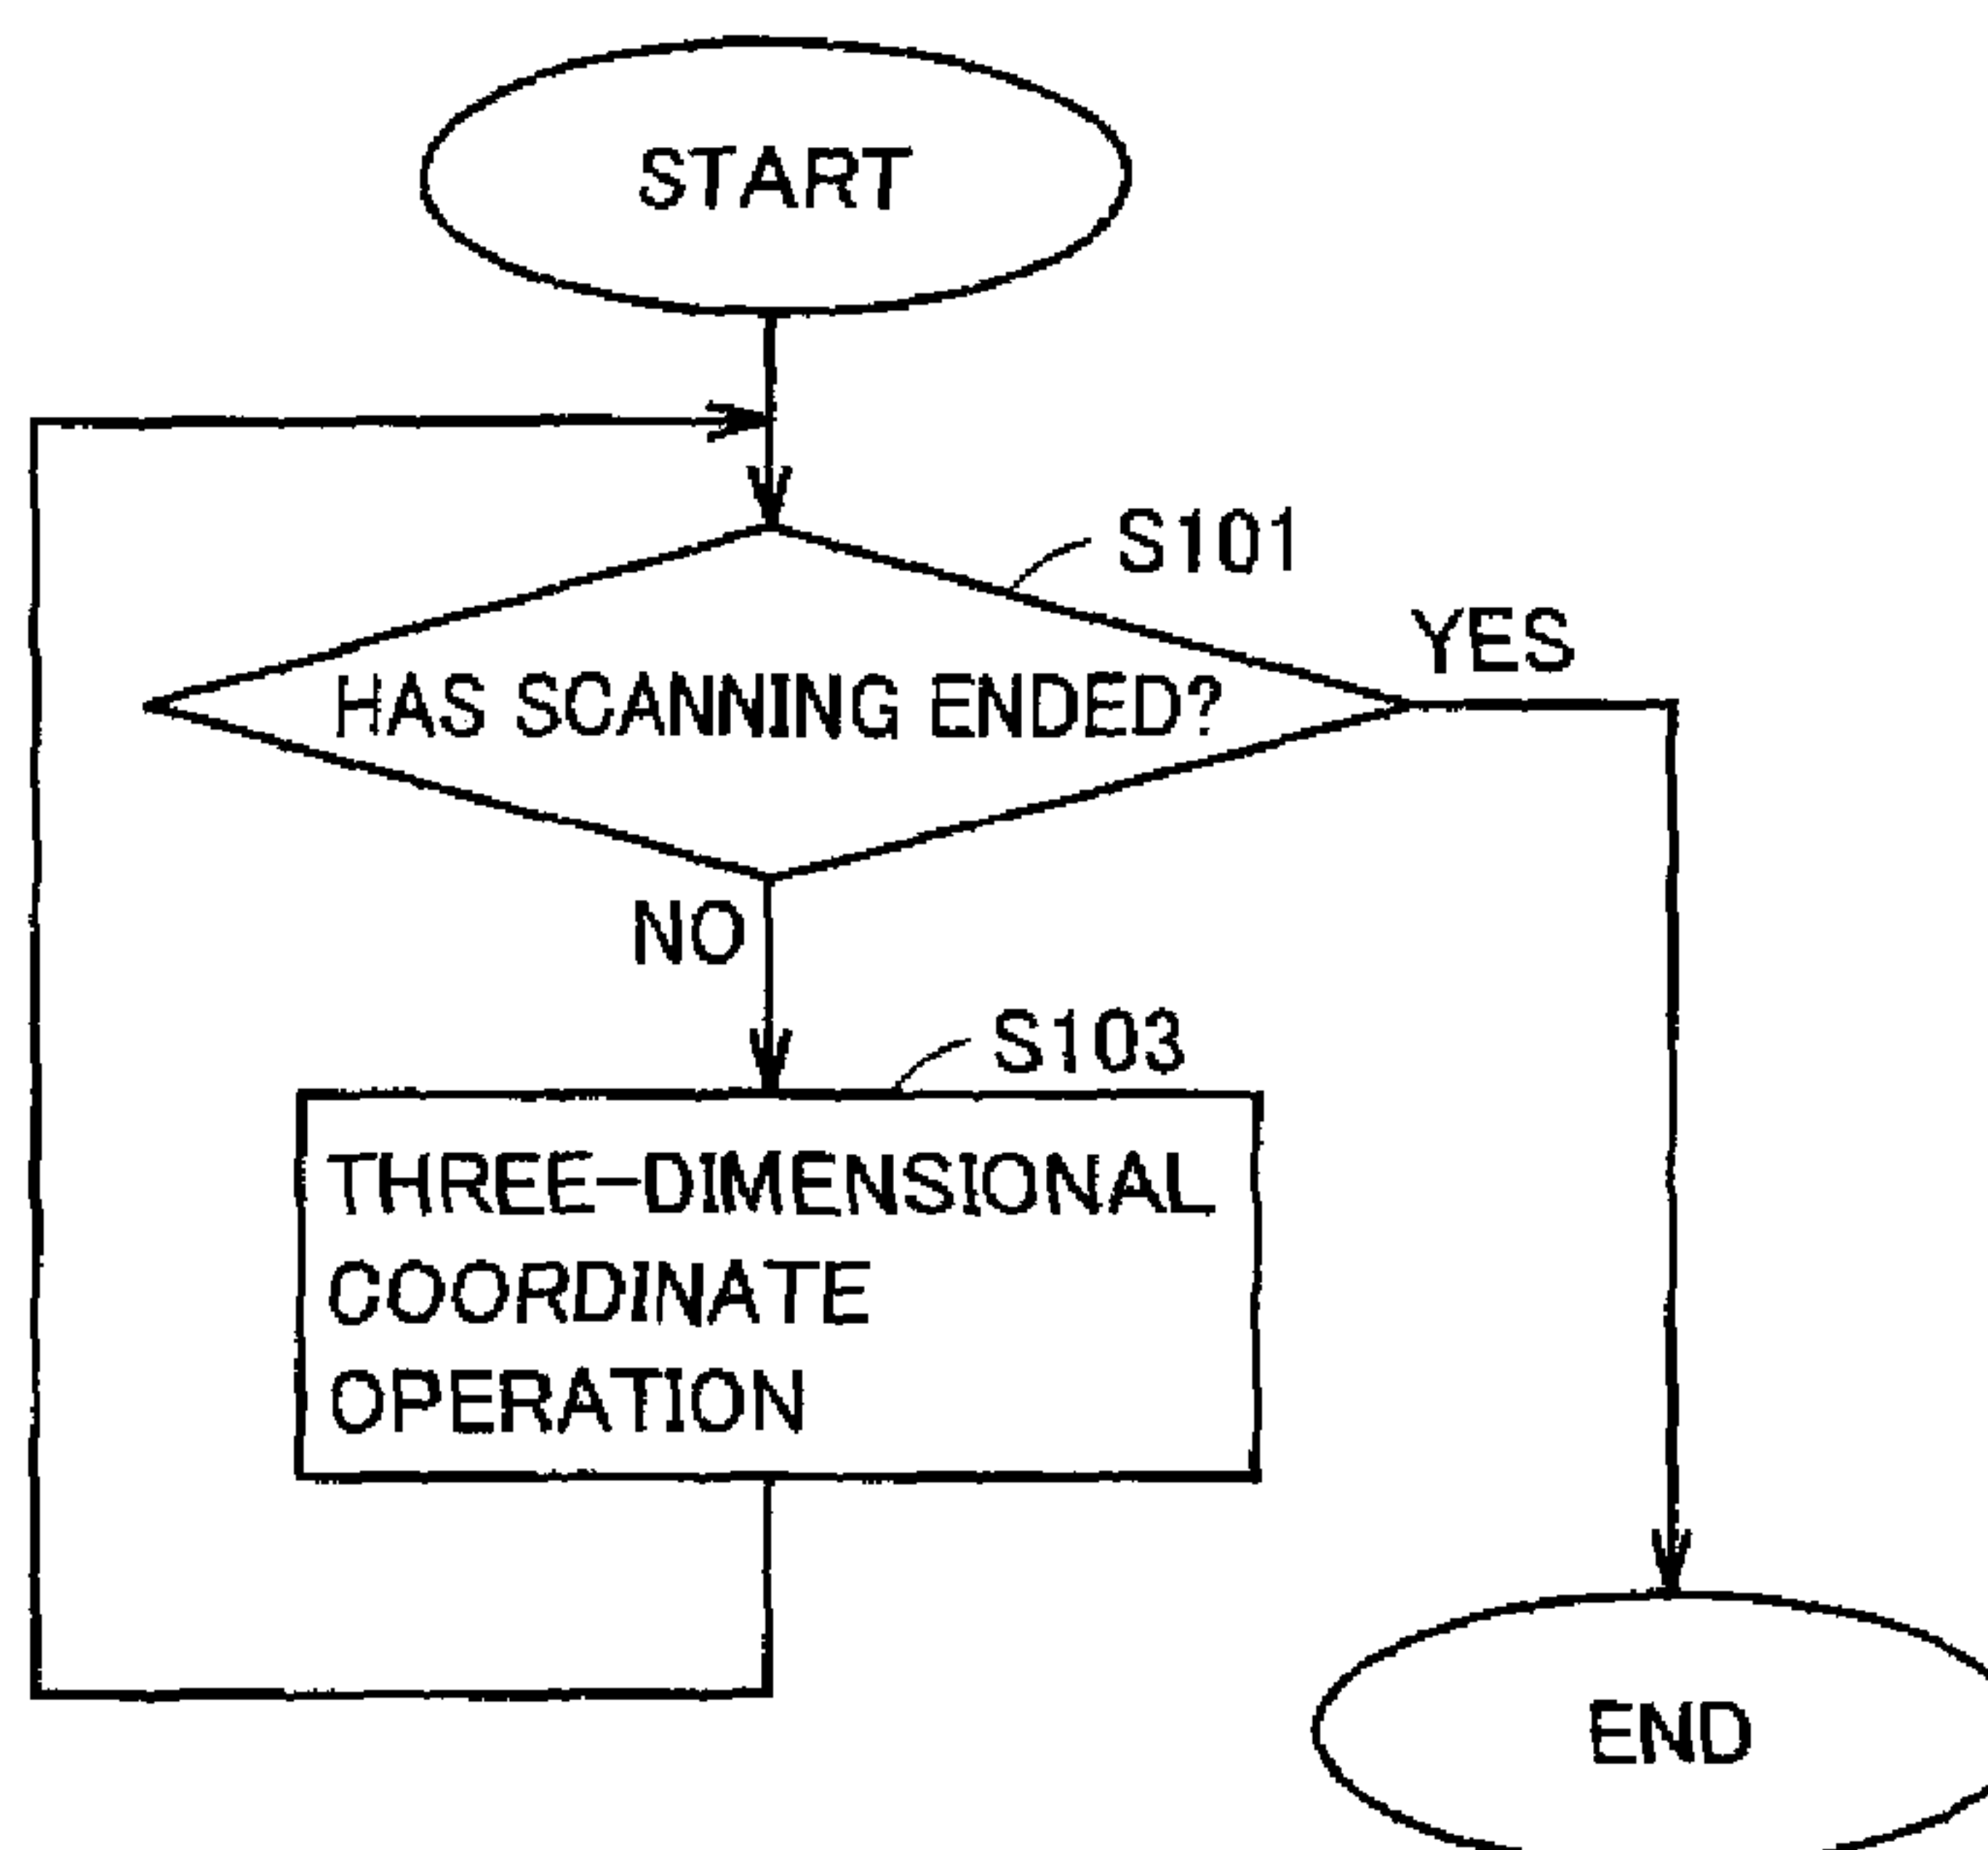 START
S101
YES
HAS SCANNING ENDED?
NO
S103
THREE-DIMENSIONAL
COORDINATE
OPERATION
END